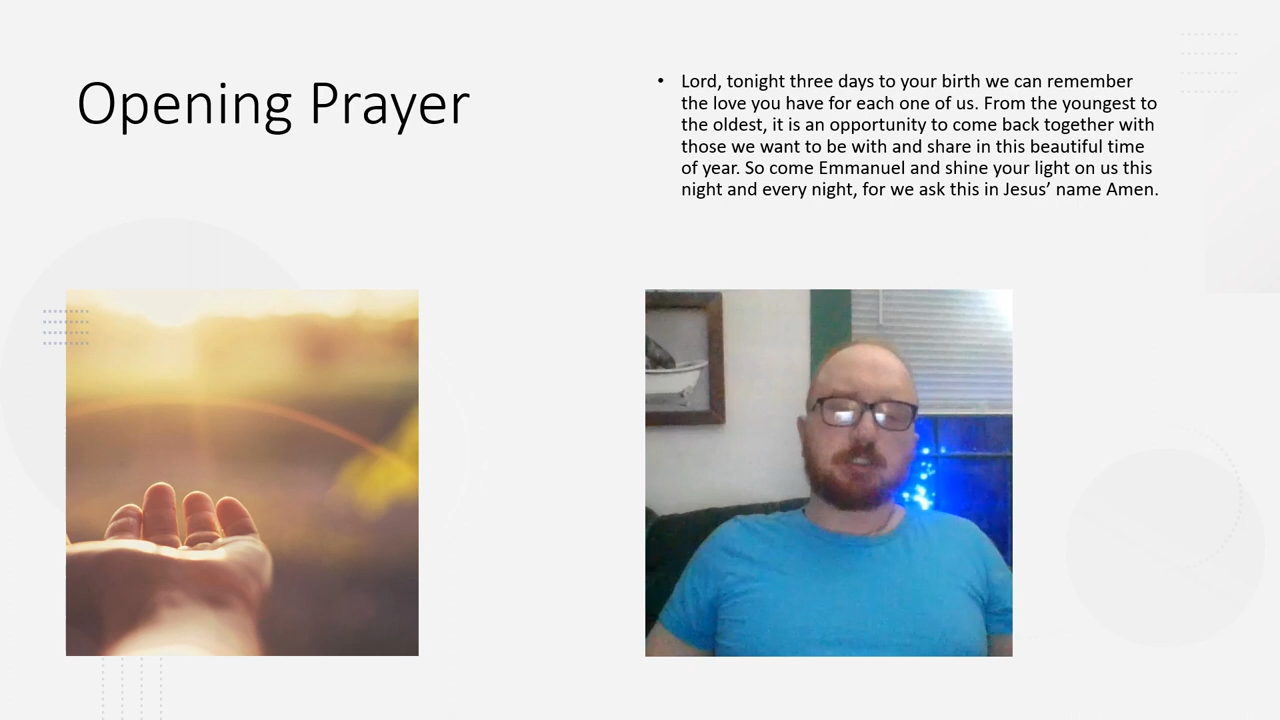 Opening Prayer
• Lord, tonight three days to your birth we can remember
the love you have for each one of us. From the youngest to
the oldest, it is an opportunity to come back together with
those we want to be with and share in this beautiful time
of year. So come Emmanuel and shine your light on us this
night and every night, for we ask this in Jesus’ name Amen.